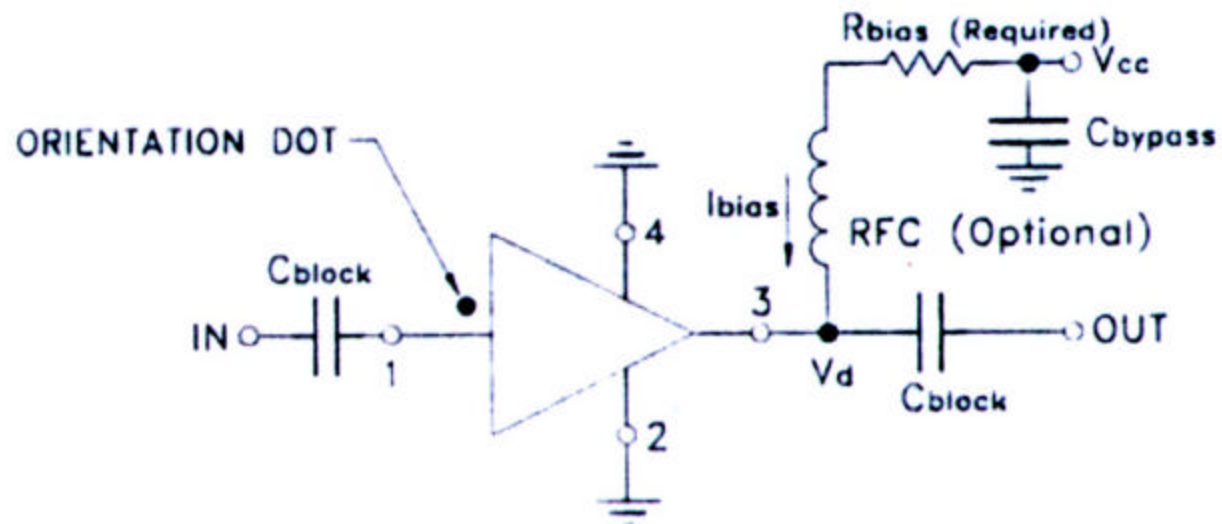 Rbias (Required)
Vcc
Cbypass
ORIENTATION DOT
Ibias
RFC (Optional)
4
Cblock
IN
1
3
Vd
OUT
Cblock
2